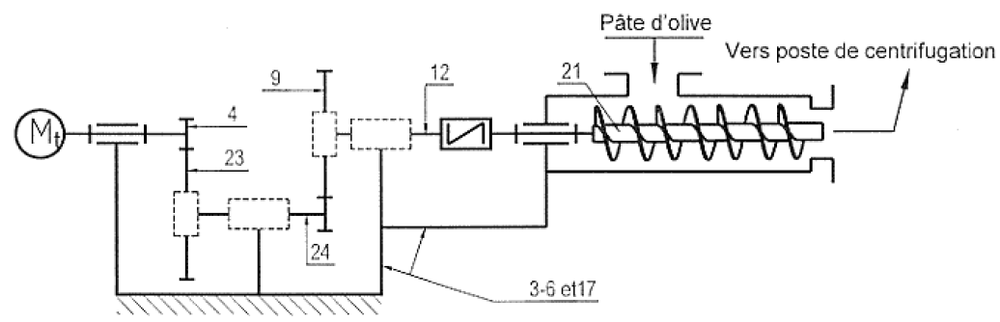 Pâte d'olive
Vers poste de centrifugation
9
12
21
4
Mt
23
24
3-6 et17